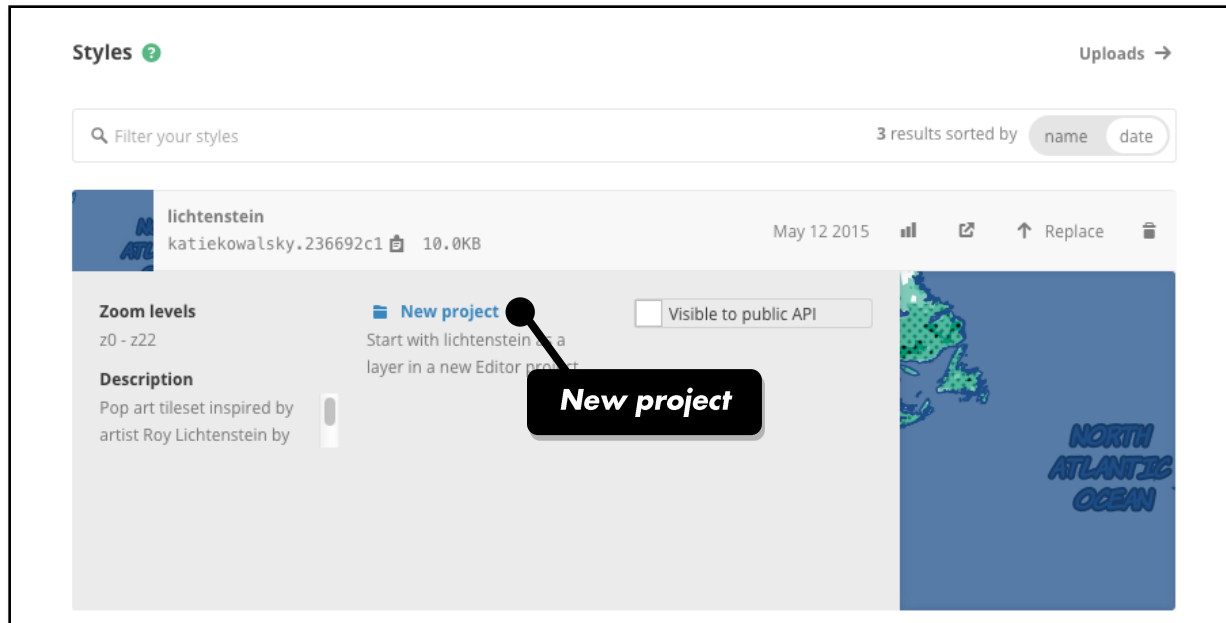 Styles ?
Uploads →
Filter your styles
3 results sorted by name date
lichtenstein
katiekowalsky.236692c1 10.0KB
May 12 2015
Replace
Zoom levels
z0 - z22
Description
Pop art tileset inspired by
artist Roy Lichtenstein by
New project
Start with lichtenstein as a
layer in a new Editor project
Visible to public API
New project
NORTH
ATLANTIC
OCEAN